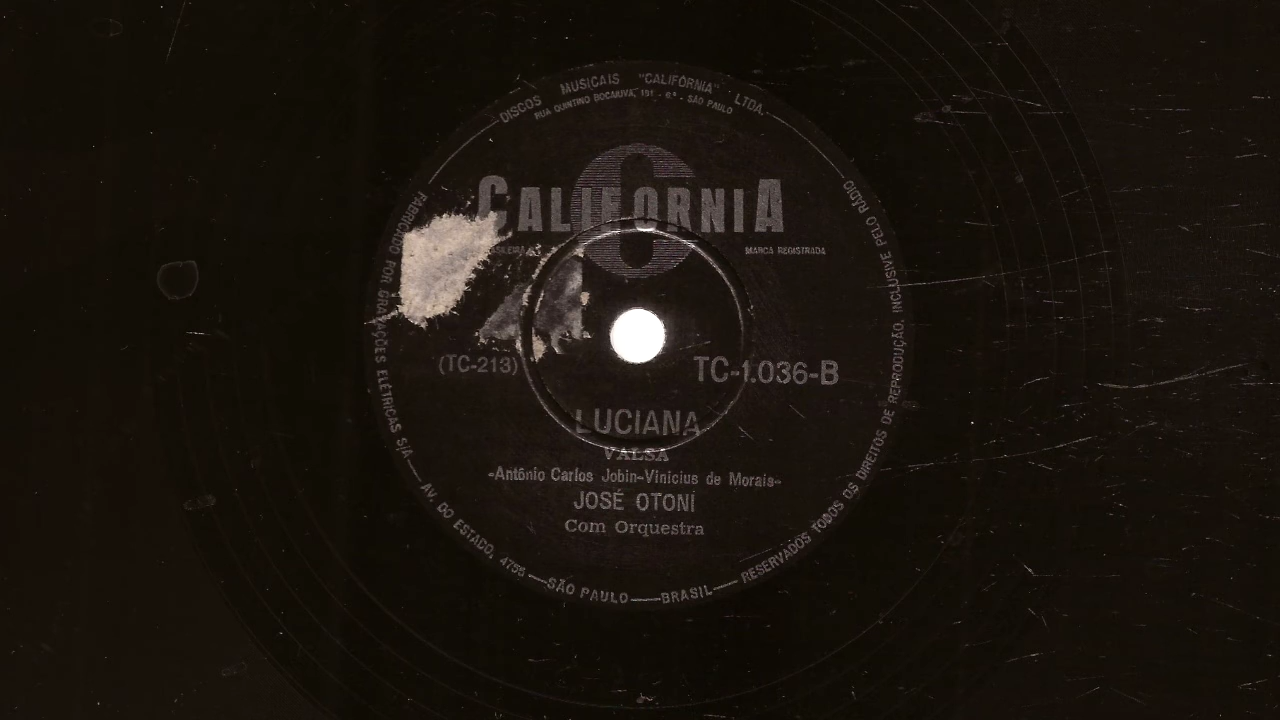 DISCOS MUSICAIS "CALIFÓRNIA" LTDA.
RUA QUINTINO BOCAIUVA, 191 - 6.º - SÃO PAULO
CALIFORNIA
MARCA REGISTRADA
(TC-213)
TC-1.036-B
LUCIANA
VALSA
-Antônio Carlos Jobin-Vinicius de Morais-
JOSÉ OTONI
Com Orquestra
FABRICADO POR GRAVAÇÕES ELÉTRICAS S/A — AV. DO ESTADO, 4755 — SÃO PAULO — BRASIL — RESERVADOS TODOS OS DIREITOS DE REPRODUÇÃO, INCLUSIVE PELO RÁDIO